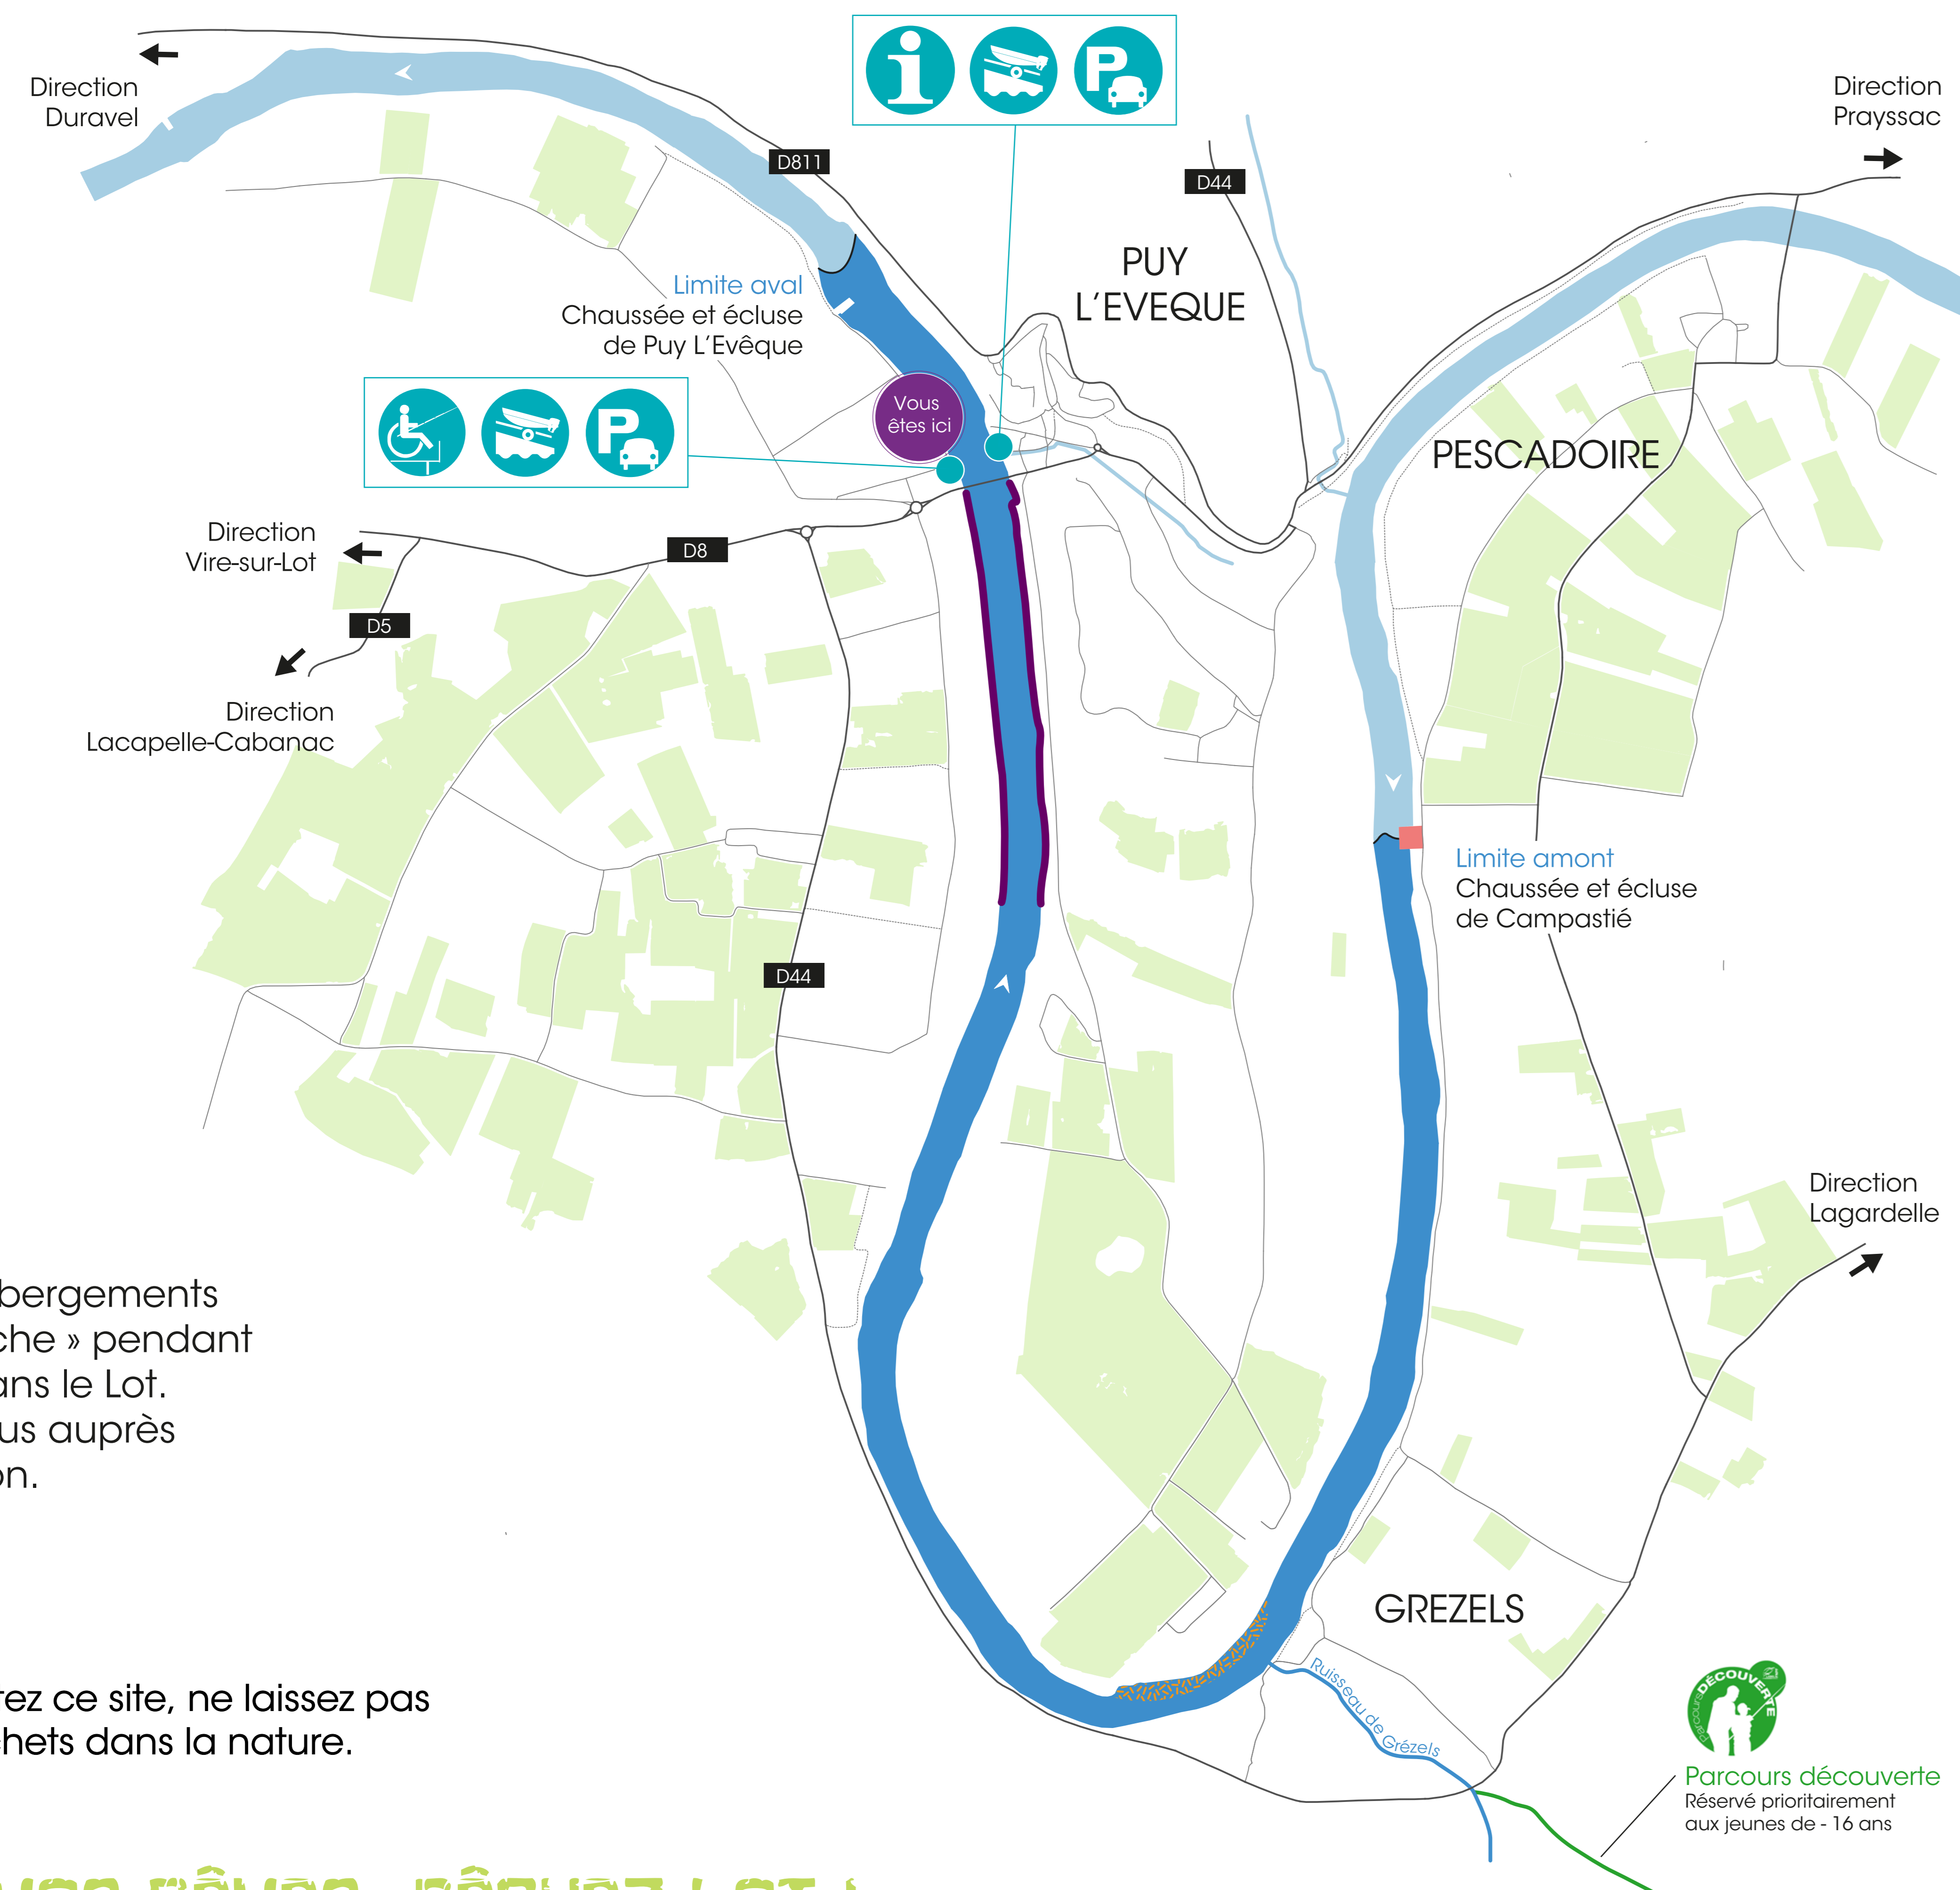 Direction
Duravel
D811
D44
Direction
Prayssac
PUY
L'EVEQUE
Limite aval
Chaussée et écluse
de Puy L'Evêque
Vous
êtes ici
P
P
PESCADOIRE
Direction
Vire-sur-Lot
D8
D5
Direction
Lacapelle-Cabanac
Limite amont
Chaussée et écluse
de Campastié
D44
Direction
Lagardelle
bergements
che » pendant
ans le Lot.
us auprès
on.
GREZELS
Ruisseau de Grézels
rez ce site, ne laissez pas
chets dans la nature.
Parcours DÉCOUVERTE
Parcours découverte
Réservé prioritairement
aux jeunes de - 16 ans